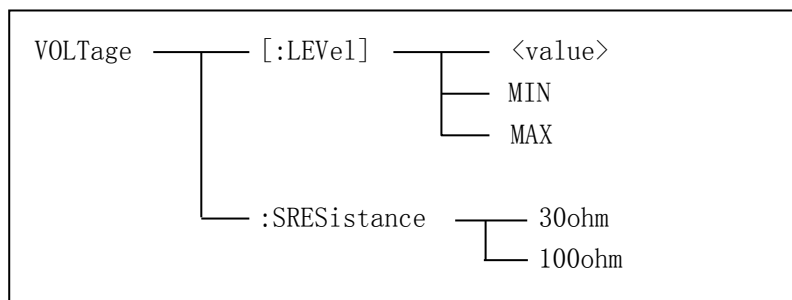 VOLTage [:LEVel] <value>
MIN
MAX
:SRESistance 30ohm
100ohm